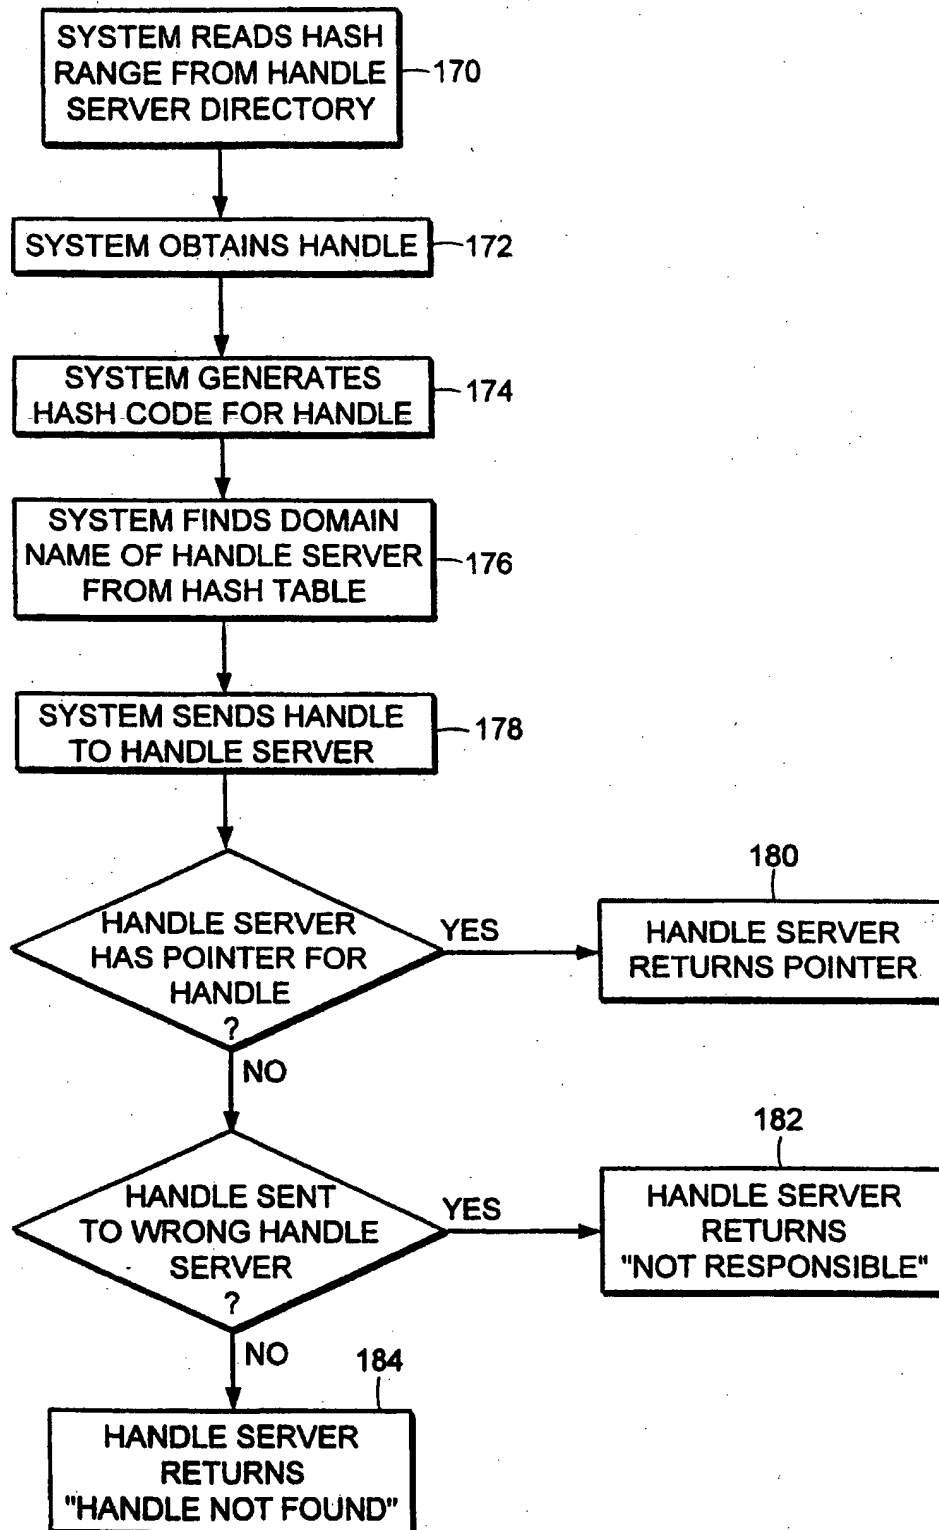 SYSTEM READS HASH
RANGE FROM HANDLE
SERVER DIRECTORY
170
SYSTEM OBTAINS HANDLE
172
SYSTEM GENERATES
HASH CODE FOR HANDLE
174
SYSTEM FINDS DOMAIN
NAME OF HANDLE SERVER
FROM HASH TABLE
176
SYSTEM SENDS HANDLE
TO HANDLE SERVER
178
HANDLE SERVER
HAS POINTER FOR
HANDLE
?
YES
180
HANDLE SERVER
RETURNS POINTER
NO
HANDLE SENT
TO WRONG HANDLE
SERVER
?
YES
182
HANDLE SERVER
RETURNS
"NOT RESPONSIBLE"
NO
184
HANDLE SERVER
RETURNS
"HANDLE NOT FOUND"